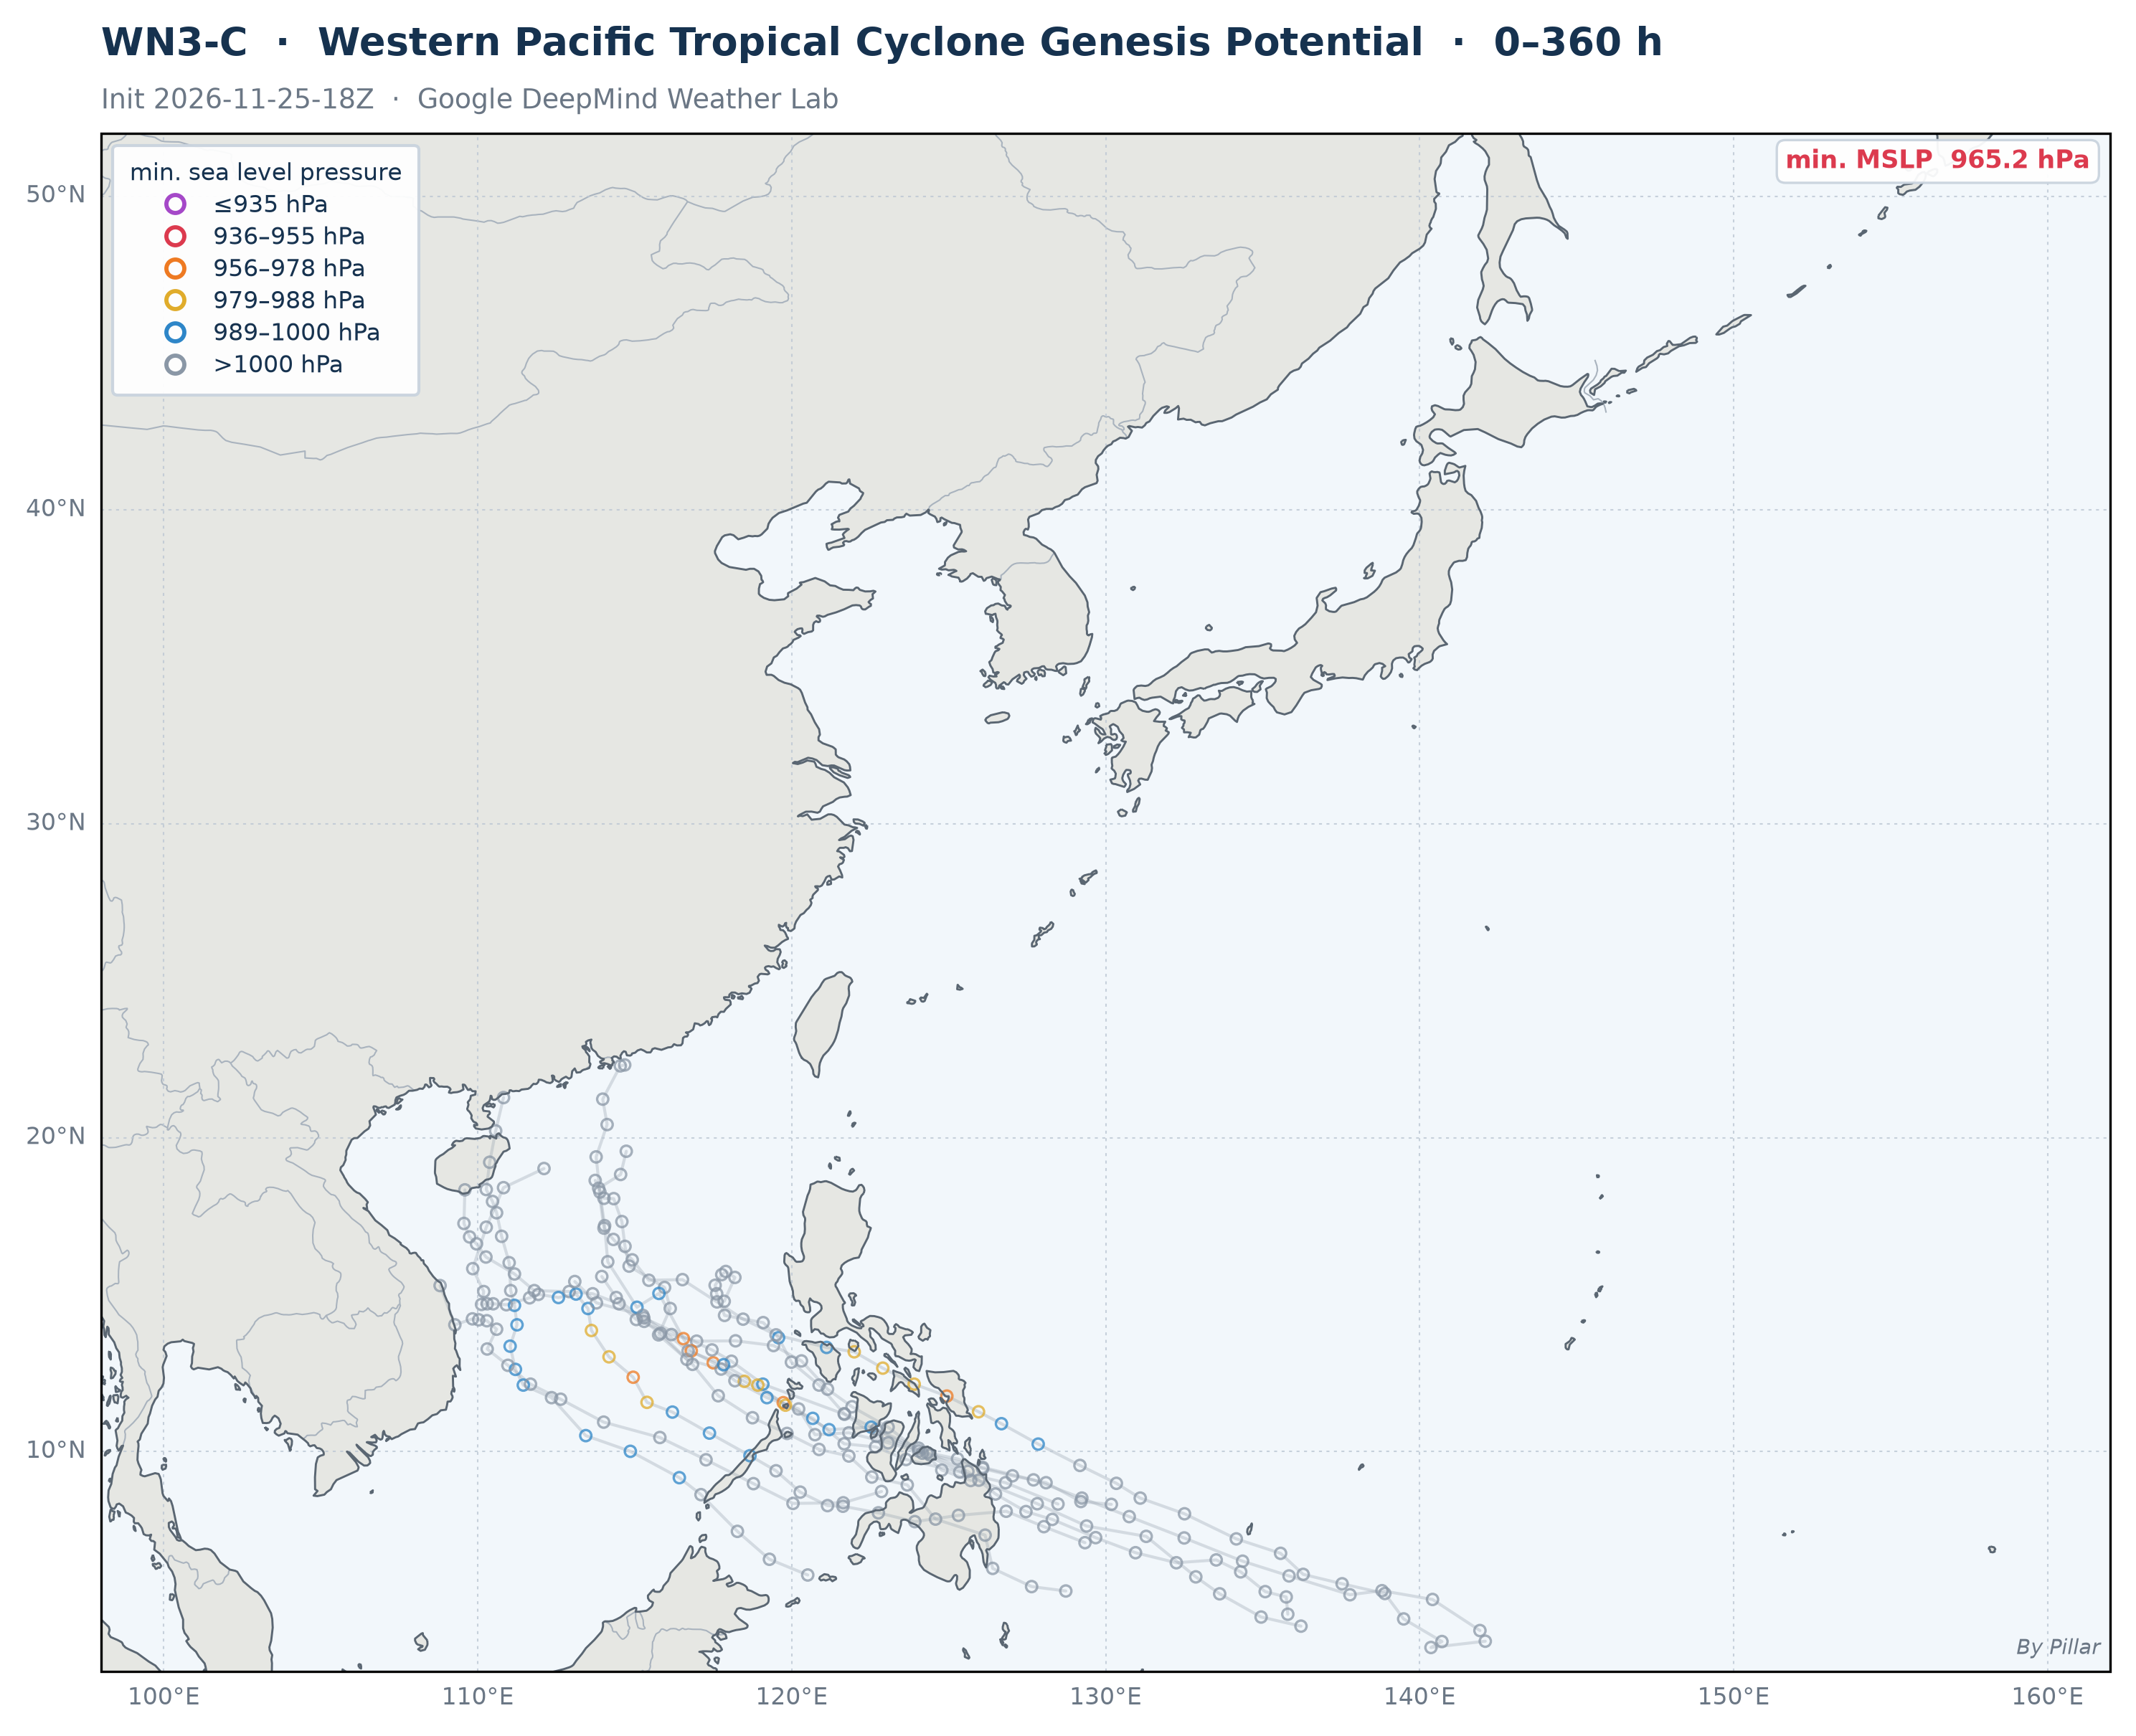 WN3-C · Western Pacific Tropical Cyclone Genesis Potential · 0–360 h
Init 2026-11-25-18Z · Google DeepMind Weather Lab
min. sea level pressure
≤935 hPa
936–955 hPa
956–978 hPa
979–988 hPa
989–1000 hPa
>1000 hPa
min. MSLP 965.2 hPa
50°N
40°N
30°N
20°N
10°N
By Pillar
100°E
110°E
120°E
130°E
140°E
150°E
160°E